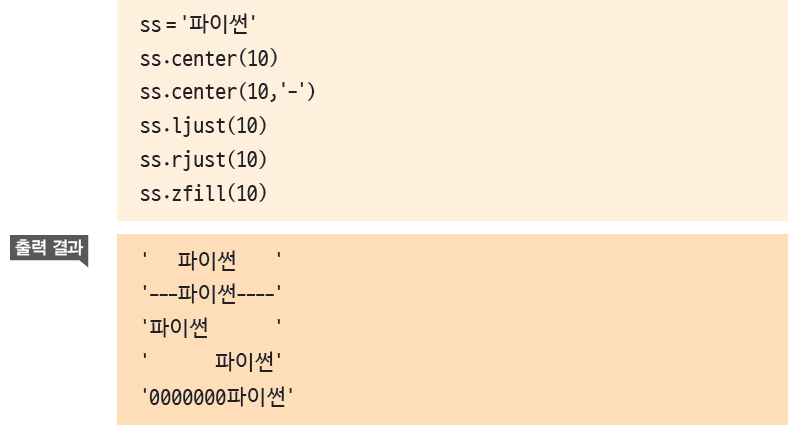 ss = '파이썬'
ss.center(10)
ss.center(10,'-')
ss.ljust(10)
ss.rjust(10)
ss.zfill(10)
출력 결과
'   파이썬    '
'---파이썬----'
'파이썬       '
'       파이썬'
'0000000파이썬'